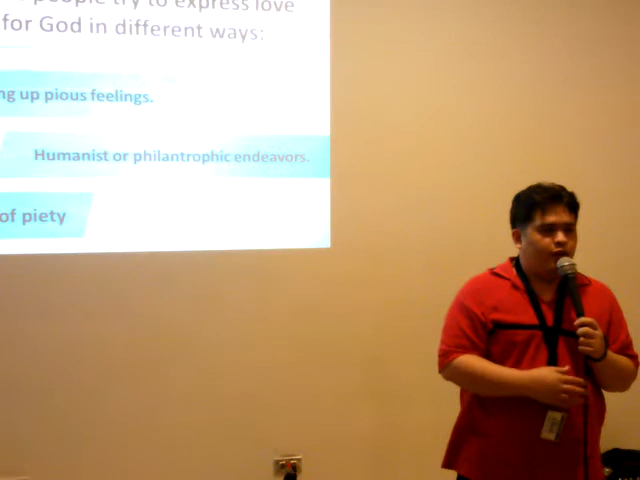 people try to express love
for God in different ways:
up pious feelings.
Humanist or philantrophic endeavors.
of piety